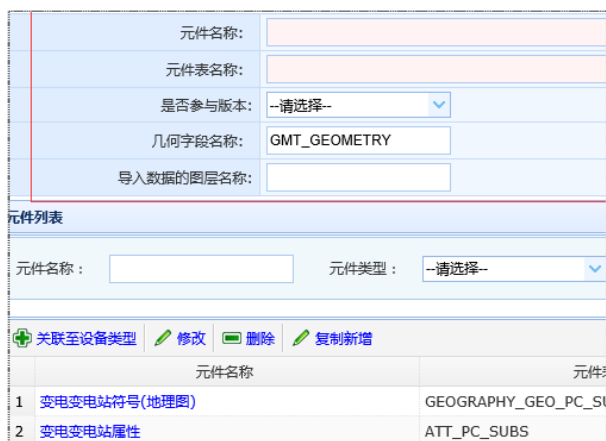 元件名称:
元件表名称:
是否参与版本: --请选择--
几何字段名称: GMT_GEOMETRY
导入数据的图层名称:
元件列表
元件名称： 元件类型： --请选择--
关联至设备类型 修改 删除 复制新增
元件名称
1 变电变电站符号(地理图) GEOGRAPHY_GEO_PC_SU
2 变电变电站属性 ATT_PC_SUBS